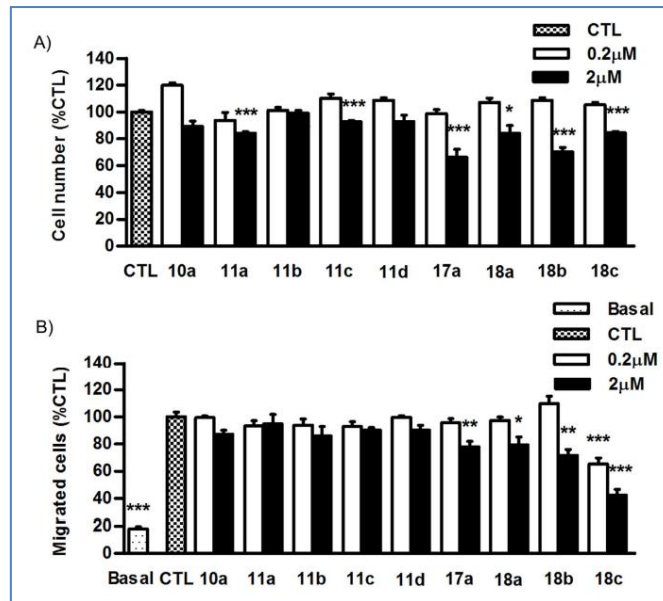 A)
CTL
0.2μM
2μM
Cell number (%CTL)
140
120
100
80
60
40
20
0
*** *** *** * *** ***
CTL 10a 11a 11b 11c 11d 17a 18a 18b 18c
B)
Basal
CTL
0.2μM
2μM
Migrated cells (%CTL)
140
120
100
80
60
40
20
0
*** ** * ** *** ***
Basal CTL 10a 11a 11b 11c 11d 17a 18a 18b 18c